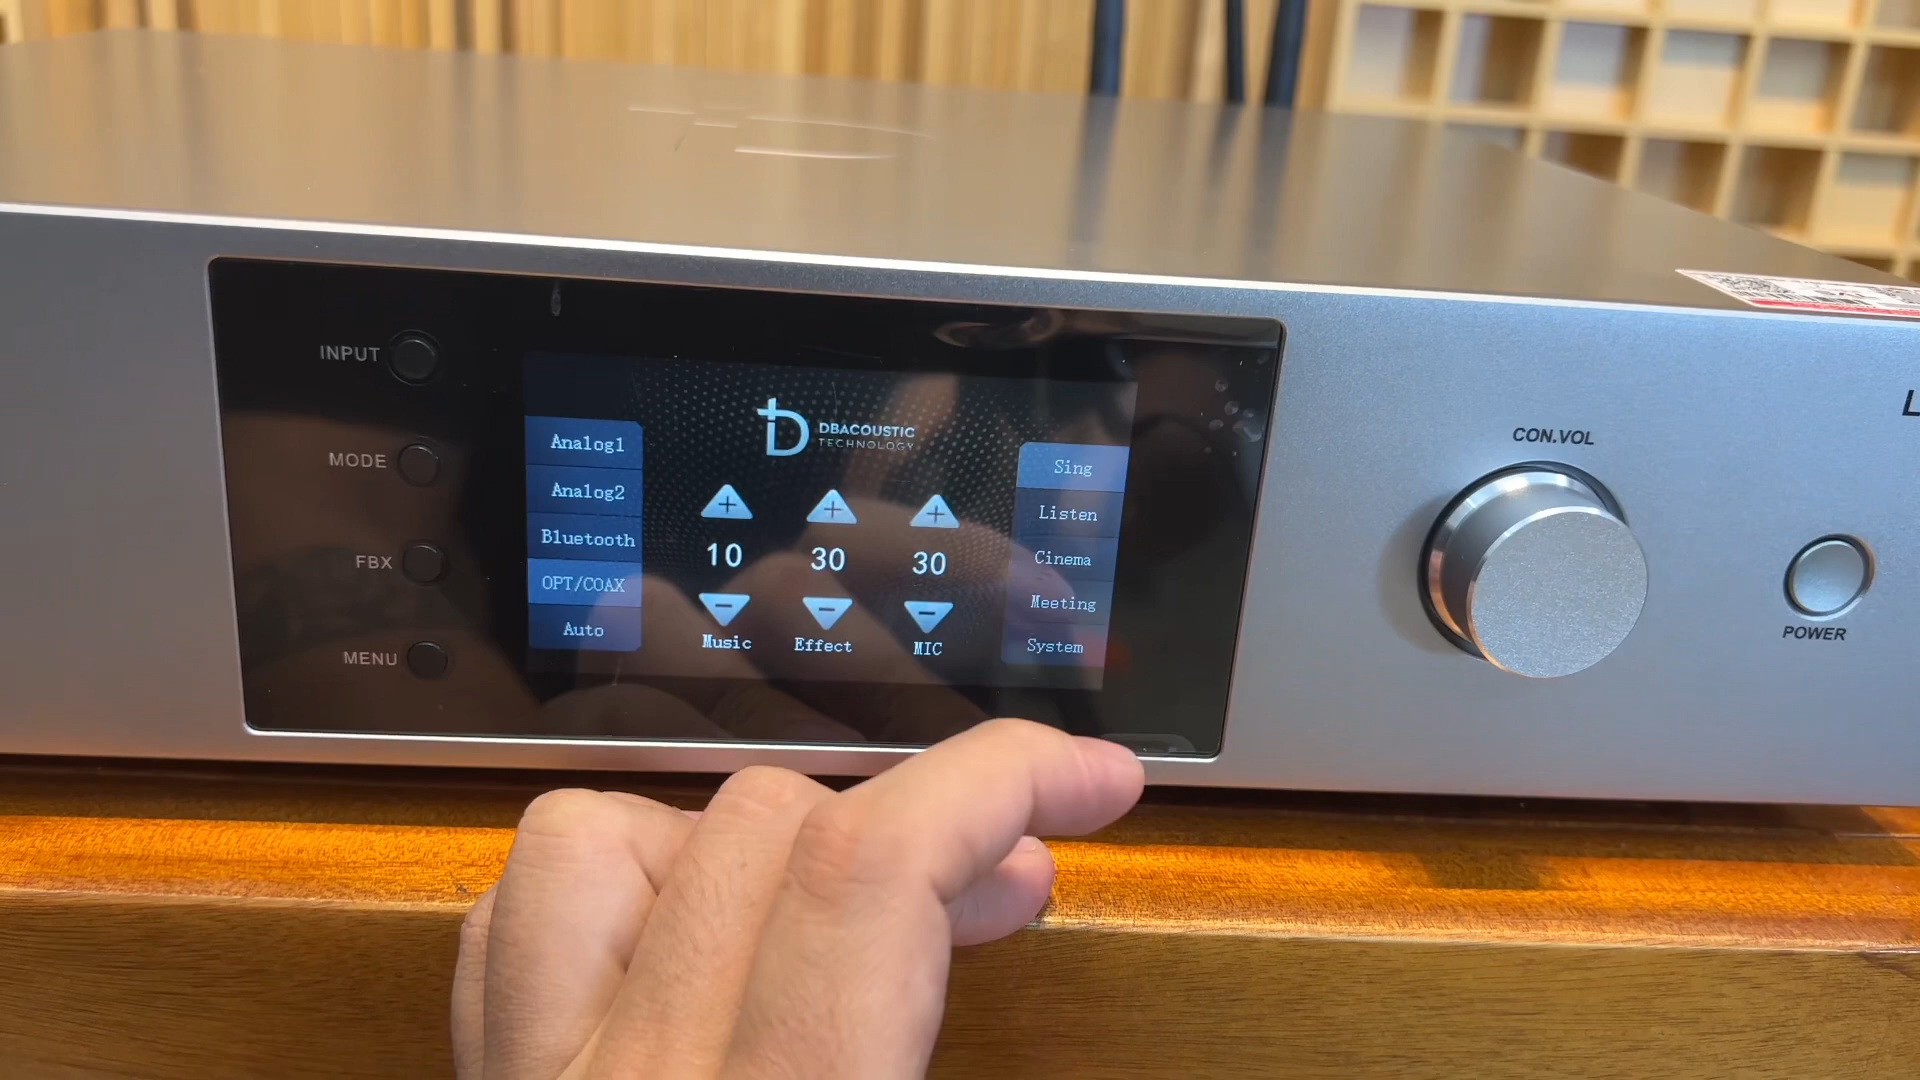 INPUT
MODE
FBX
MENU
Analog1
Analog2
Bluetooth
OPT/COAX
Auto
DBACOUSTIC
TECHNOLOGY
10 30 30
Music Effect MIC
Sing
Listen
Cinema
Meeting
System
CON.VOL
POWER
L